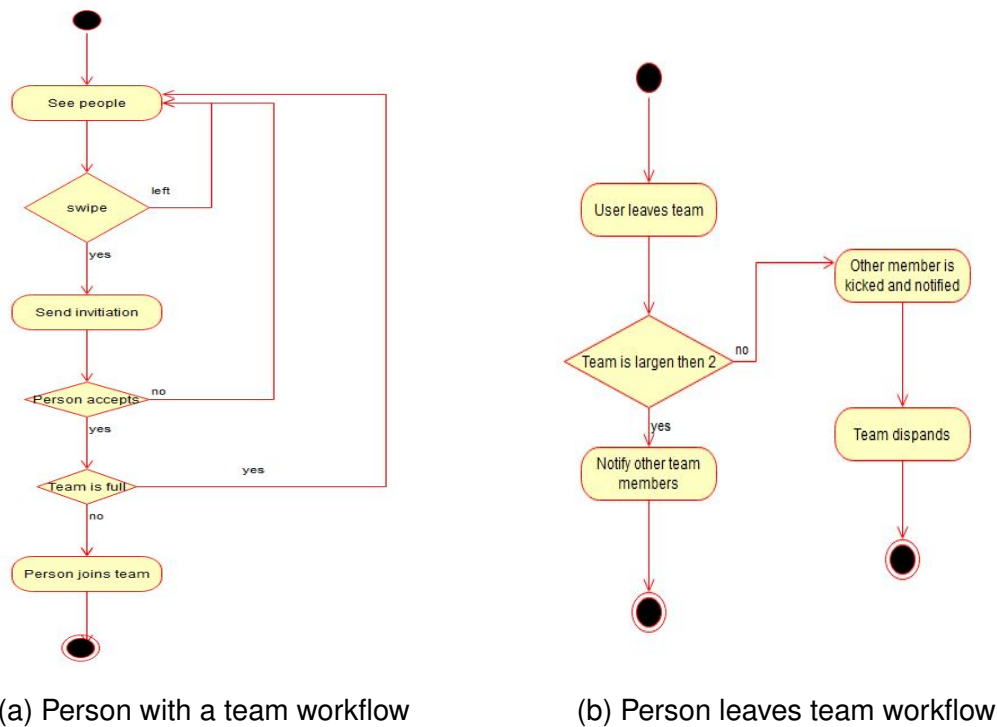 See people
swipe
left
yes
Send invitiation
Person accepts
no
yes
Team is full
yes
no
Person joins team
(a) Person with a team workflow
User leaves team
Team is largen then 2
no
yes
Notify other team
members
Other member is
kicked and notified
Team dispands
(b) Person leaves team workflow